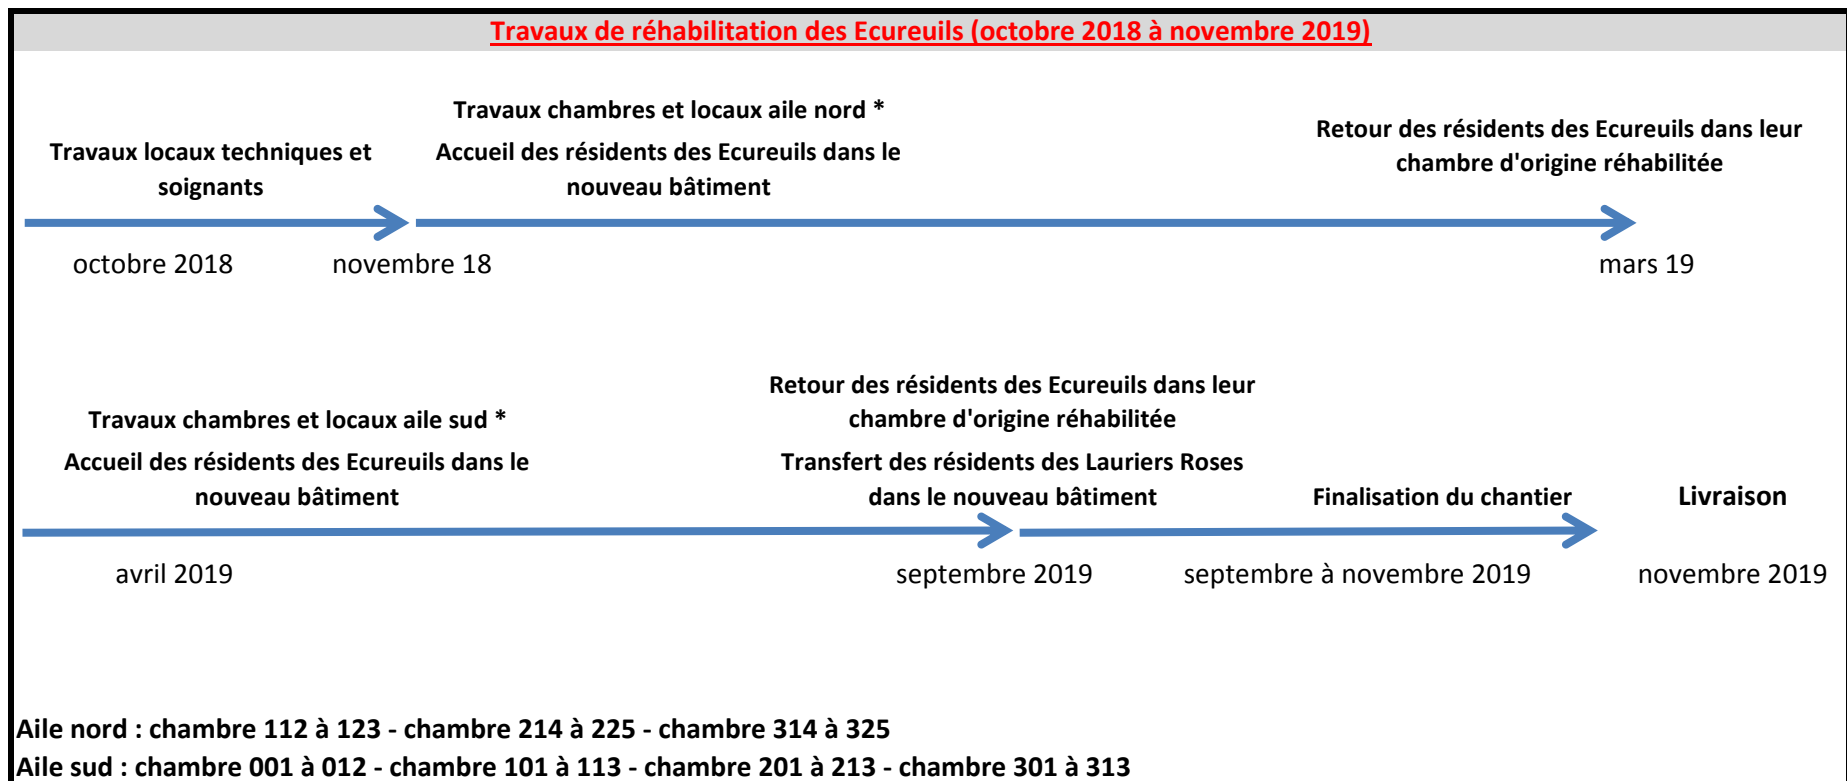 Travaux de réhabilitation des Ecureuils (octobre 2018 à novembre 2019)
Travaux locaux techniques et
soignants
Travaux chambres et locaux aile nord *
Accueil des résidents des Ecureuils dans le
nouveau bâtiment
Retour des résidents des Ecureuils dans leur
chambre d'origine réhabilitée
octobre 2018
novembre 18
mars 19
Travaux chambres et locaux aile sud *
Accueil des résidents des Ecureuils dans le
nouveau bâtiment
Retour des résidents des Ecureuils dans leur
chambre d'origine réhabilitée
Transfert des résidents des Lauriers Roses
dans le nouveau bâtiment
Finalisation du chantier
Livraison
avril 2019
septembre 2019
septembre à novembre 2019
novembre 2019
Aile nord : chambre 112 à 123 - chambre 214 à 225 - chambre 314 à 325
Aile sud : chambre 001 à 012 - chambre 101 à 113 - chambre 201 à 213 - chambre 301 à 313